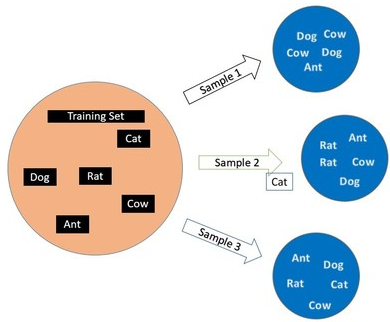 Training Set
Cat
Dog
Rat
Cow
Ant
Sample 1
Dog Cow
Cow Dog
Ant
Sample 2
Cat
Rat Ant
Rat Cow
Dog
Sample 3
Ant Dog
Rat Cat
Cow